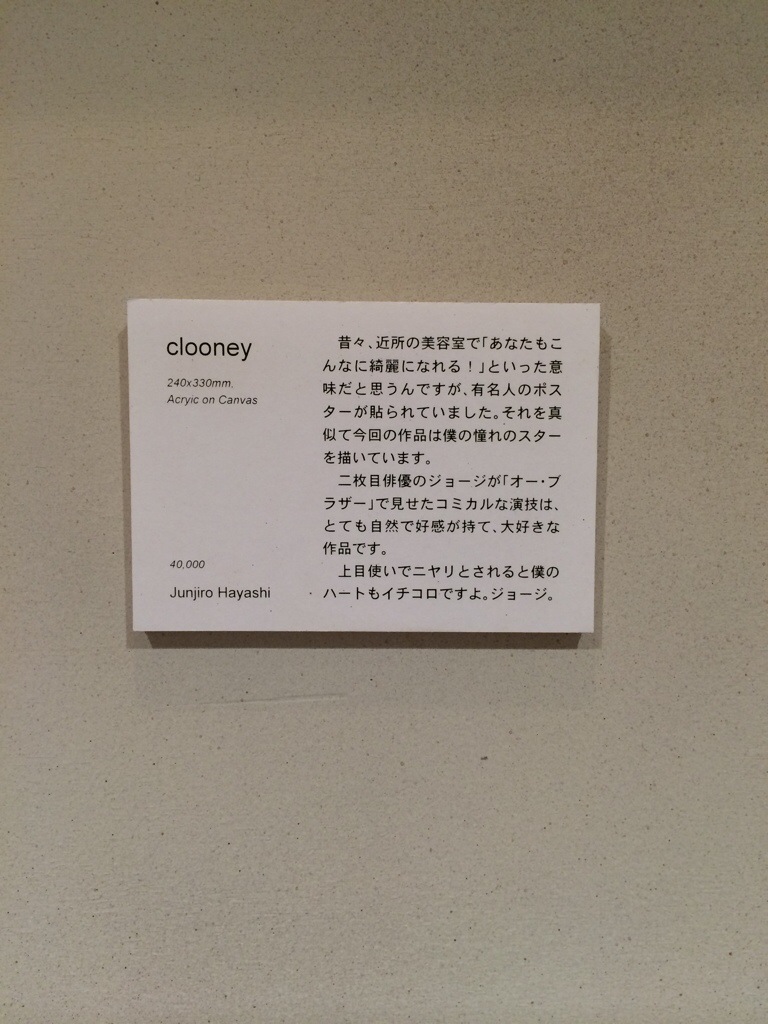 clooney
240x330mm.
Acryic on Canvas
40,000
Junjiro Hayashi
昔々、近所の美容室で「あなたもこ
んなに綺麗になれる！」といった意
味だと思うんですが、有名人のポス
ターが貼られていました。それを真
似て今回の作品は僕の憧れのスター
を描いています。
二枚目俳優のジョージが「オー・ブ
ラザー」で見せたコミカルな演技は、
とても自然で好感が持て、大好きな
作品です。
上目使いでニヤリとされると僕の
ハートもイチコロですよ。ジョージ。